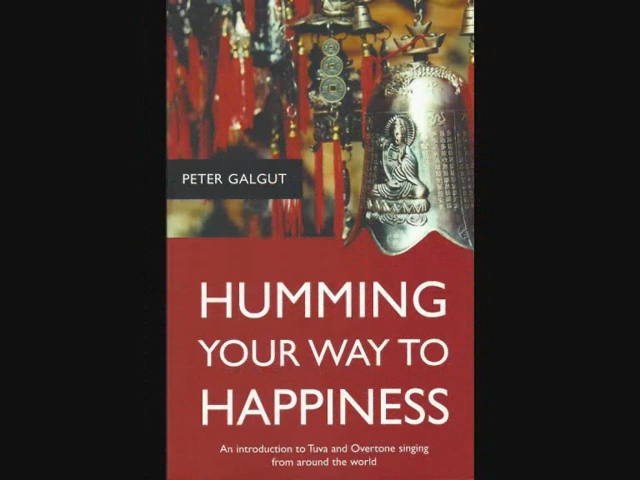 PETER GALGUT
HUMMING
YOUR WAY TO
HAPPINESS
An introduction to Tuva and Overtone singing
from around the world